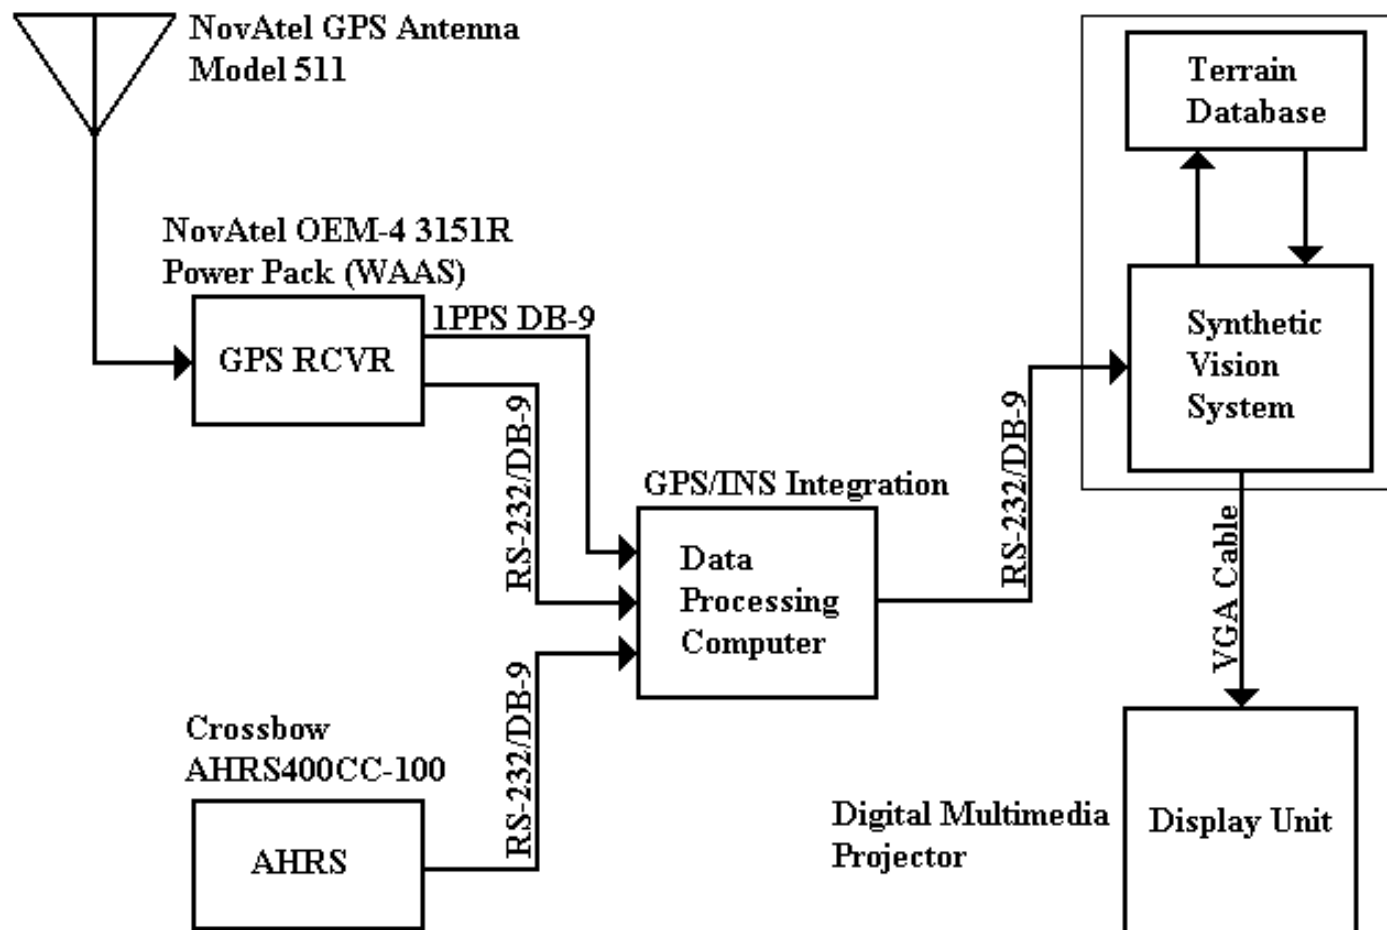 NovAtel GPS Antenna
Model 511
Terrain
Database
NovAtel OEM-4 3151R
Power Pack (WAAS)
1PPS DB-9
GPS RCVR
RS-232/DB-9
Synthetic
Vision
System
RS-232/DB-9
GPS/INS Integration
Data
Processing
Computer
VGA Cable
Crossbow
AHRS400CC-100
RS-232/DB-9
AHRS
Digital Multimedia
Projector
Display Unit